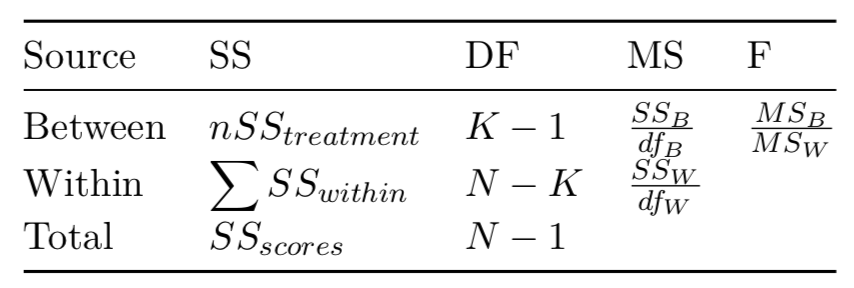 Source SS DF MS F
Between $nSS_{treatment}$ $K-1$ $\frac{SS_B}{df_B}$ $\frac{MS_B}{MS_W}$
Within $\sum SS_{within}$ $N-K$ $\frac{SS_W}{df_W}$
Total $SS_{scores}$ $N-1$